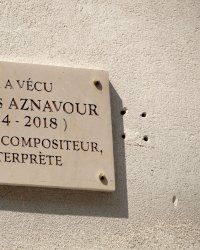 A VÉCU
S AZNAVOUR
4 - 2018 )
COMPOSITEUR,
TERPRÈTE